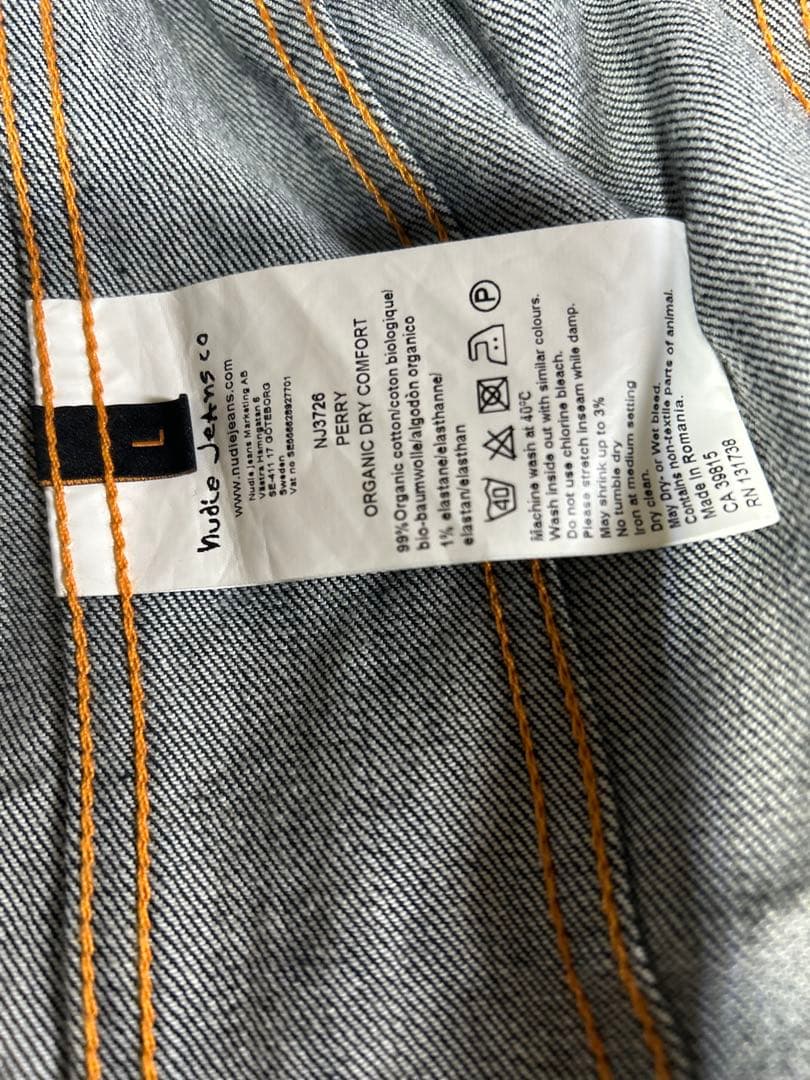 L
nudie jeans co
www.nudiejeans.com
Nudie Jeans Marketing AB
Västra Hamngatan 6
SE-411 17 GÖTEBORG
Sweden
NJ3726
PERRY
ORGANIC DRY COMFORT
99%Organic cotton/coton biologique/
bio-baumwolle/algodòn organico
1% elastane/elasthanne/
elastan/elasthan
40 P
Machine wash at 40°C
Wash inside out with similar colours.
Do not use chlorine bleach.
Please stretch inseam while damp.
May shrink up to 3%
No tumble dry
Iron at medium setting
Dry clean.
May Dry- or Wet bleed.
Contains non-textile parts of animal.
Made in Romania.
CA 39815
RN 131738